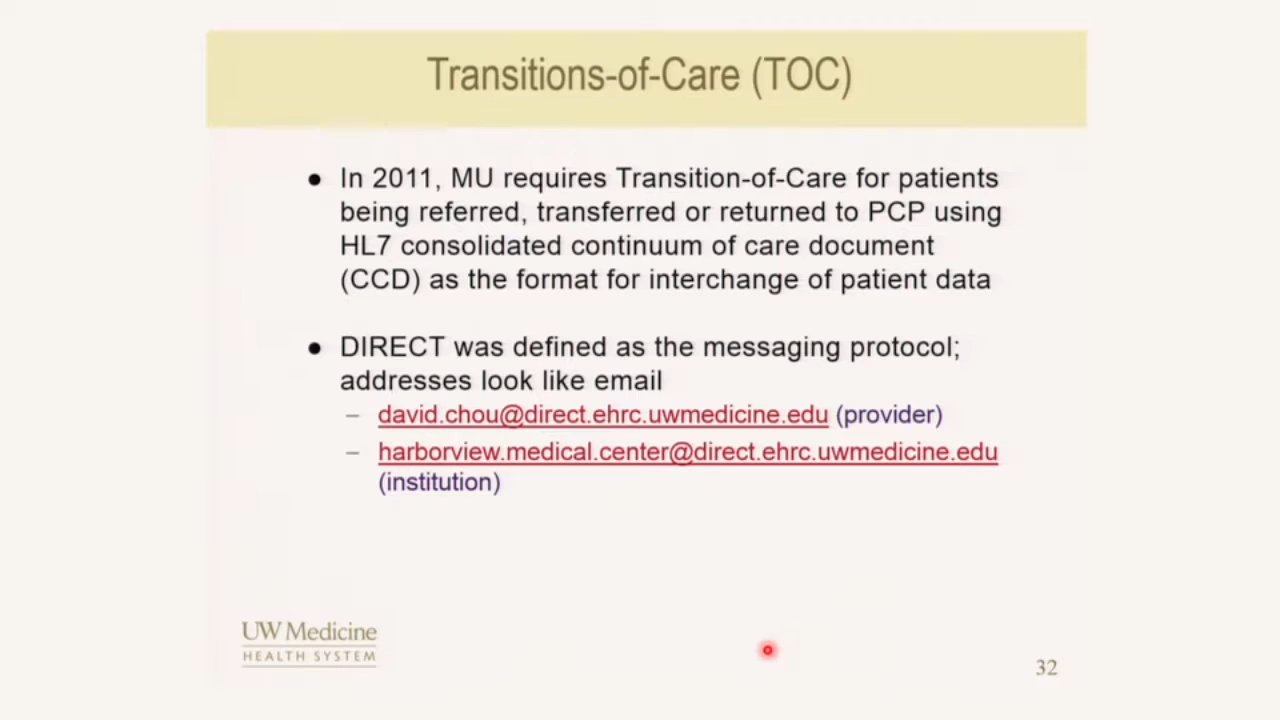 Transitions-of-Care (TOC)
● In 2011, MU requires Transition-of-Care for patients
being referred, transferred or returned to PCP using
HL7 consolidated continuum of care document
(CCD) as the format for interchange of patient data
● DIRECT was defined as the messaging protocol;
addresses look like email
– david.chou@direct.ehrc.uwmedicine.edu (provider)
– harborview.medical.center@direct.ehrc.uwmedicine.edu
(institution)
UW Medicine
HEALTH SYSTEM
32